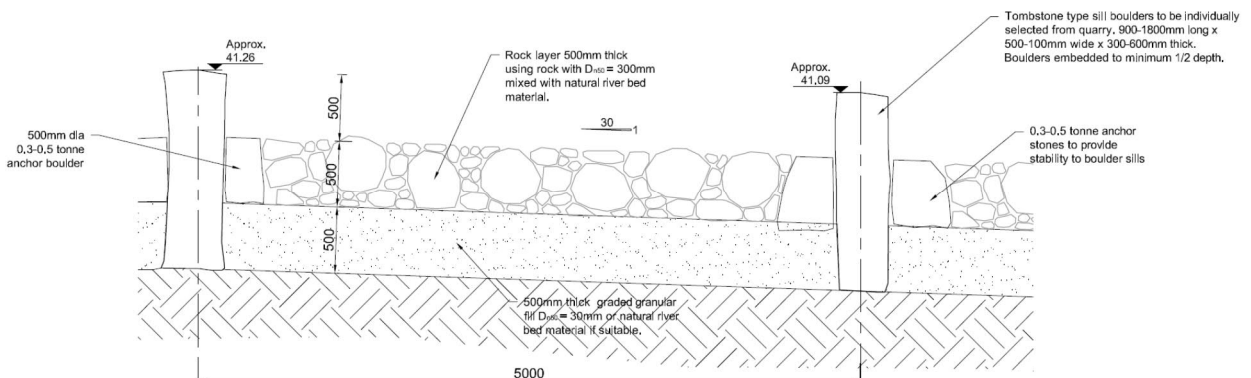 Approx.
41.26
500mm dia
0.3-0.5 tonne
anchor boulder
500
500
500
Rock layer 500mm thick
using rock with Dn50 = 300mm
mixed with natural river bed
material.
30
1
500mm thick graded granular
fill Dn50 = 30mm or natural river
bed material if suitable.
Approx.
41.09
Tombstone type sill boulders to be individually
selected from quarry. 900-1800mm long x
500-100mm wide x 300-600mm thick.
Boulders embedded to minimum 1/2 depth.
0.3-0.5 tonne anchor
stones to provide
stability to boulder sills
5000